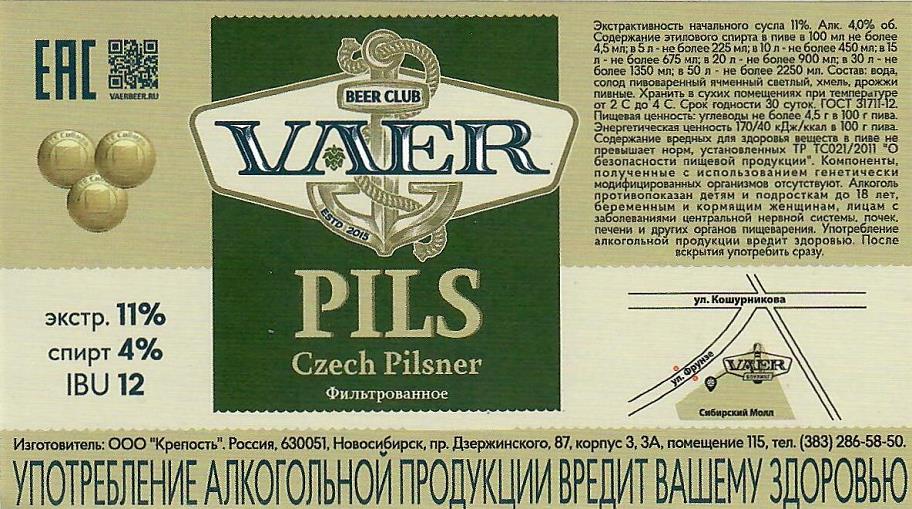 EAC
VAERBEER.RU
BEER CLUB
VAER
ESTD 2015
PILS
Czech Pilsner
Фильтрованное
экстр. 11%
спирт 4%
IBU 12
Экстрактивность начального сусла 11%. Алк. 4,0% об.
Содержание этилового спирта в пиве в 100 мл не более
4,5 мл; в 5 л - не более 225 мл; в 10 л - не более 450 мл; в 15
л - не более 675 мл; в 20 л - не более 900 мл; в 30 л - не
более 1350 мл; в 50 л - не более 2250 мл. Состав: вода,
солод пивоваренный ячменный светлый, хмель, дрожжи
пивные. Хранить в сухих помещениях при температуре
от 2 С до 4 С. Срок годности 30 суток. ГОСТ 31711-12.
Пищевая ценность: углеводы не более 4,5 г в 100 г пива.
Энергетическая ценность 170/40 кДж/ккал в 100 г пива.
Содержание вредных для здоровья веществ в пиве не
превышает норм, установленных ТР ТС021/2011 "О
безопасности пищевой продукции". Компоненты,
полученные с использованием генетически
модифицированных организмов отсутствуют. Алкоголь
противопоказан детям и подросткам до 18 лет,
беременным и кормящим женщинам, лицам с
заболеваниями центральной нервной системы, почек,
печени и других органов пищеварения. Употребление
алкогольной продукции вредит здоровью. После
вскрытия употребить сразу.
ул. Кошурникова
ул. Фрунзе
VAER
Сибирский Молл
Изготовитель: ООО "Крепость". Россия, 630051, Новосибирск, пр. Дзержинского, 87, корпус 3, 3А, помещение 115, тел. (383) 286-58-50.
УПОТРЕБЛЕНИЕ АЛКОГОЛЬНОЙ ПРОДУКЦИИ ВРЕДИТ ВАШЕМУ ЗДОРОВЬЮ